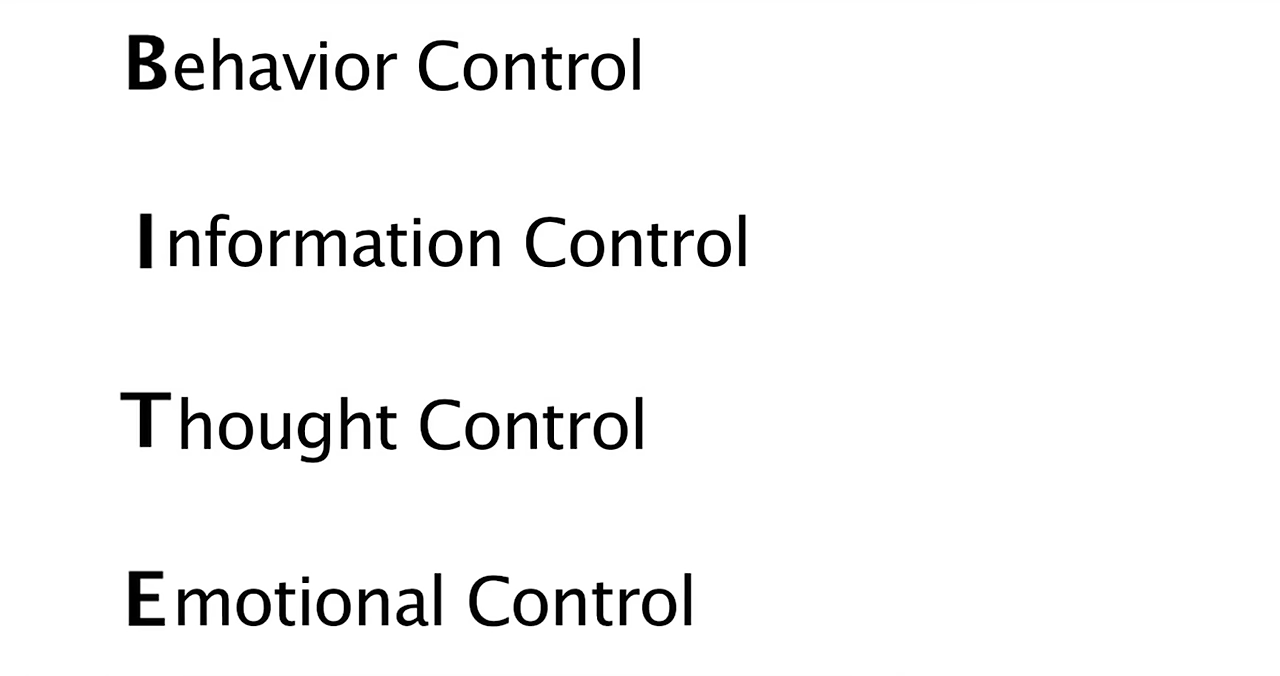 Behavior Control
Information Control
Thought Control
Emotional Control